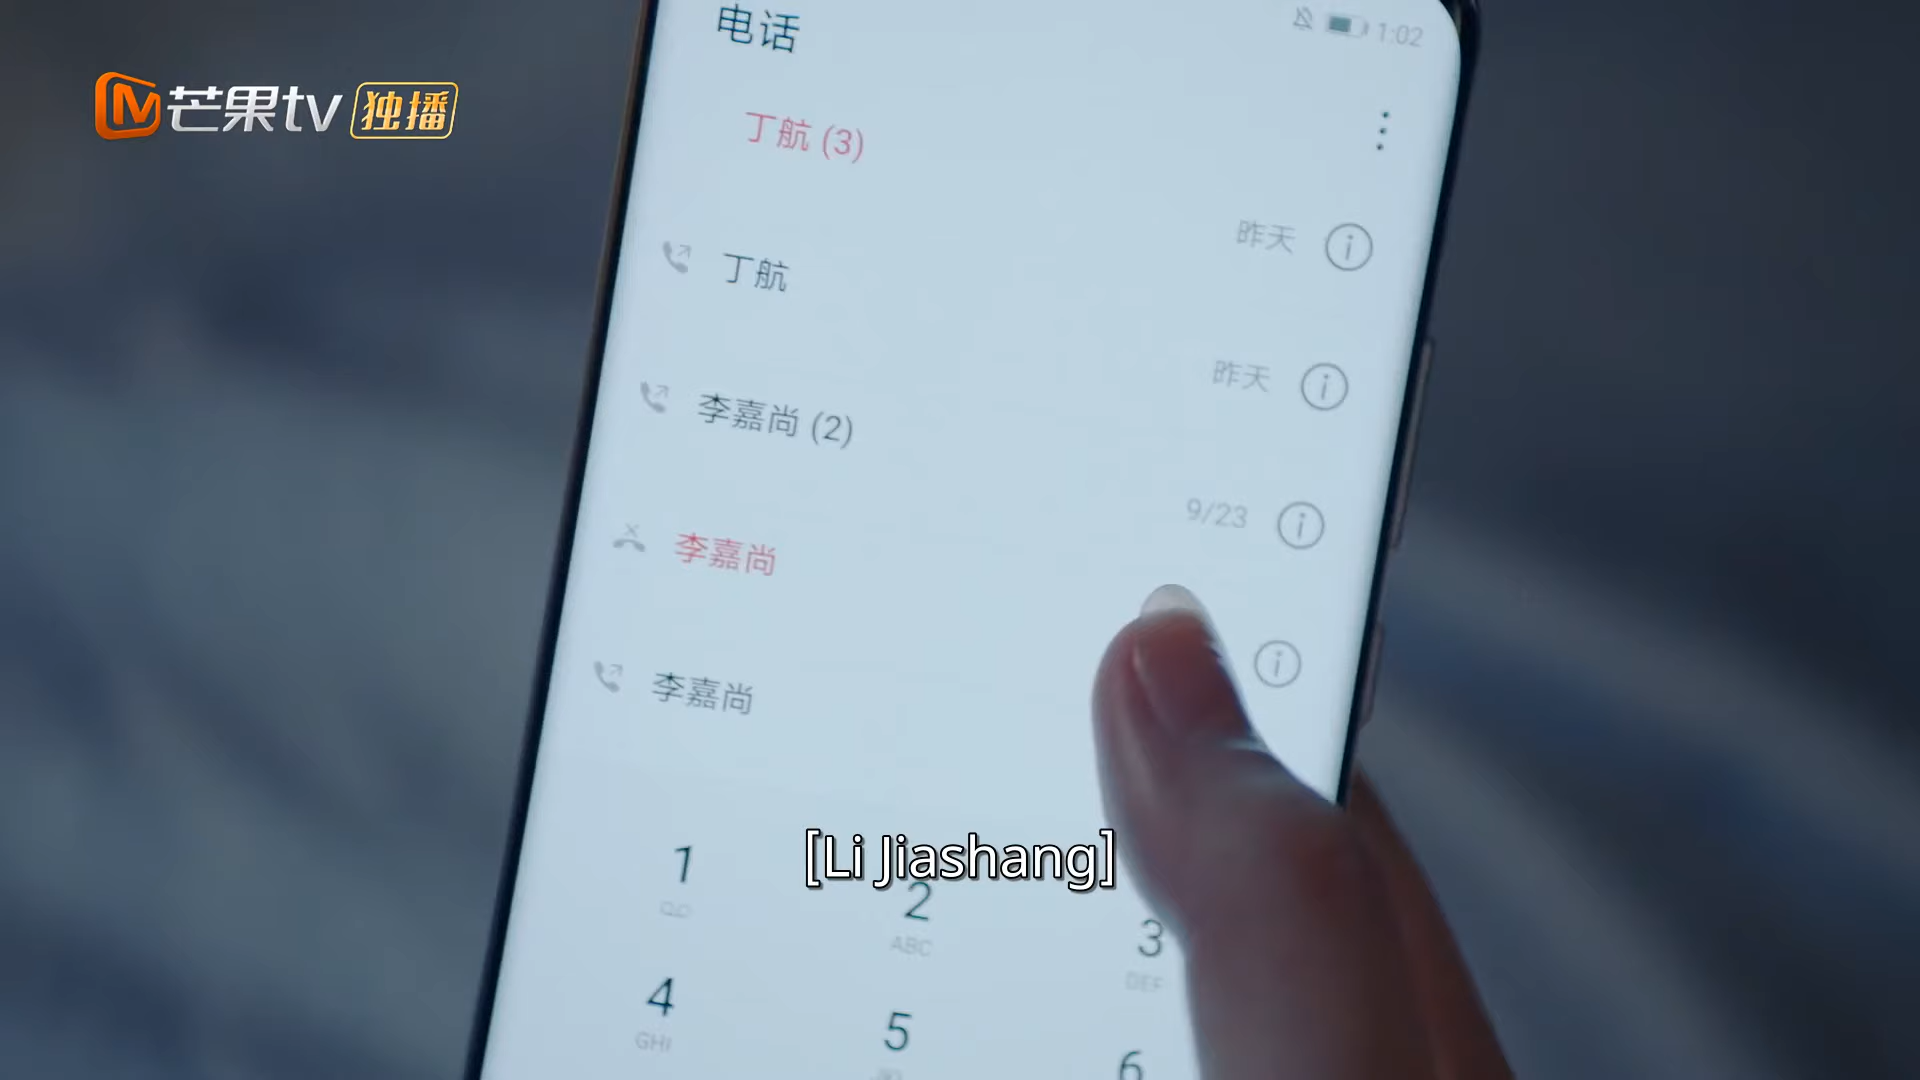 电话
1:02
芒果tv 独播
丁航 (3)
昨天
丁航
昨天
李嘉尚 (2)
9/23
李嘉尚
李嘉尚
[Li Jiashang]
1
2
ABC
3
DEF
4
GHI
5
6